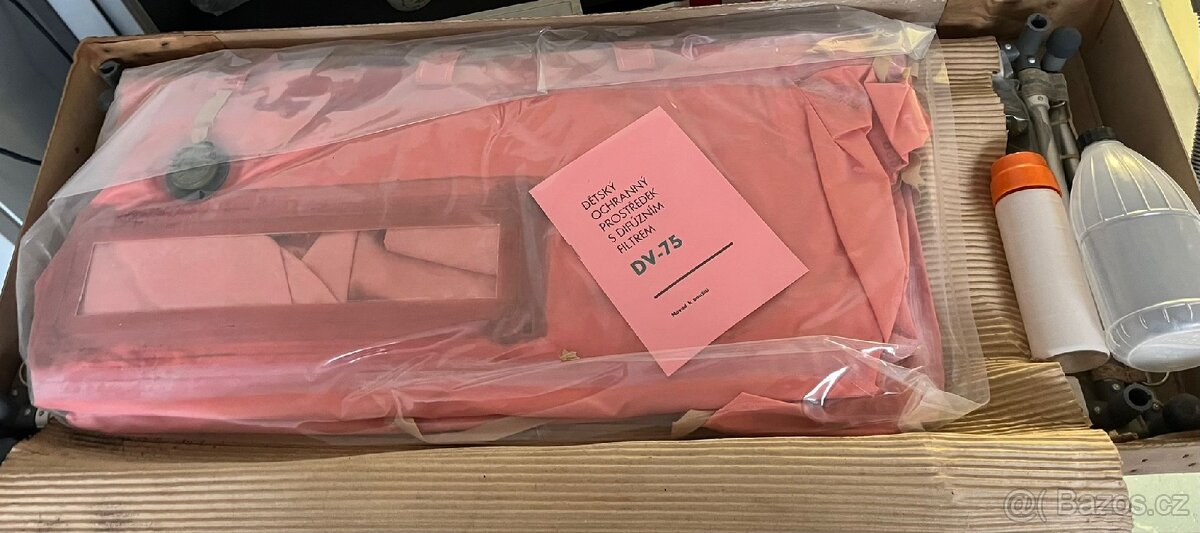 DĚTSKÝ
OCHRANNÝ
PROSTŘEDEK
S DIFÚZNÍM
FILTREM
DV-75
Návod k použití
@( Bazos.cz